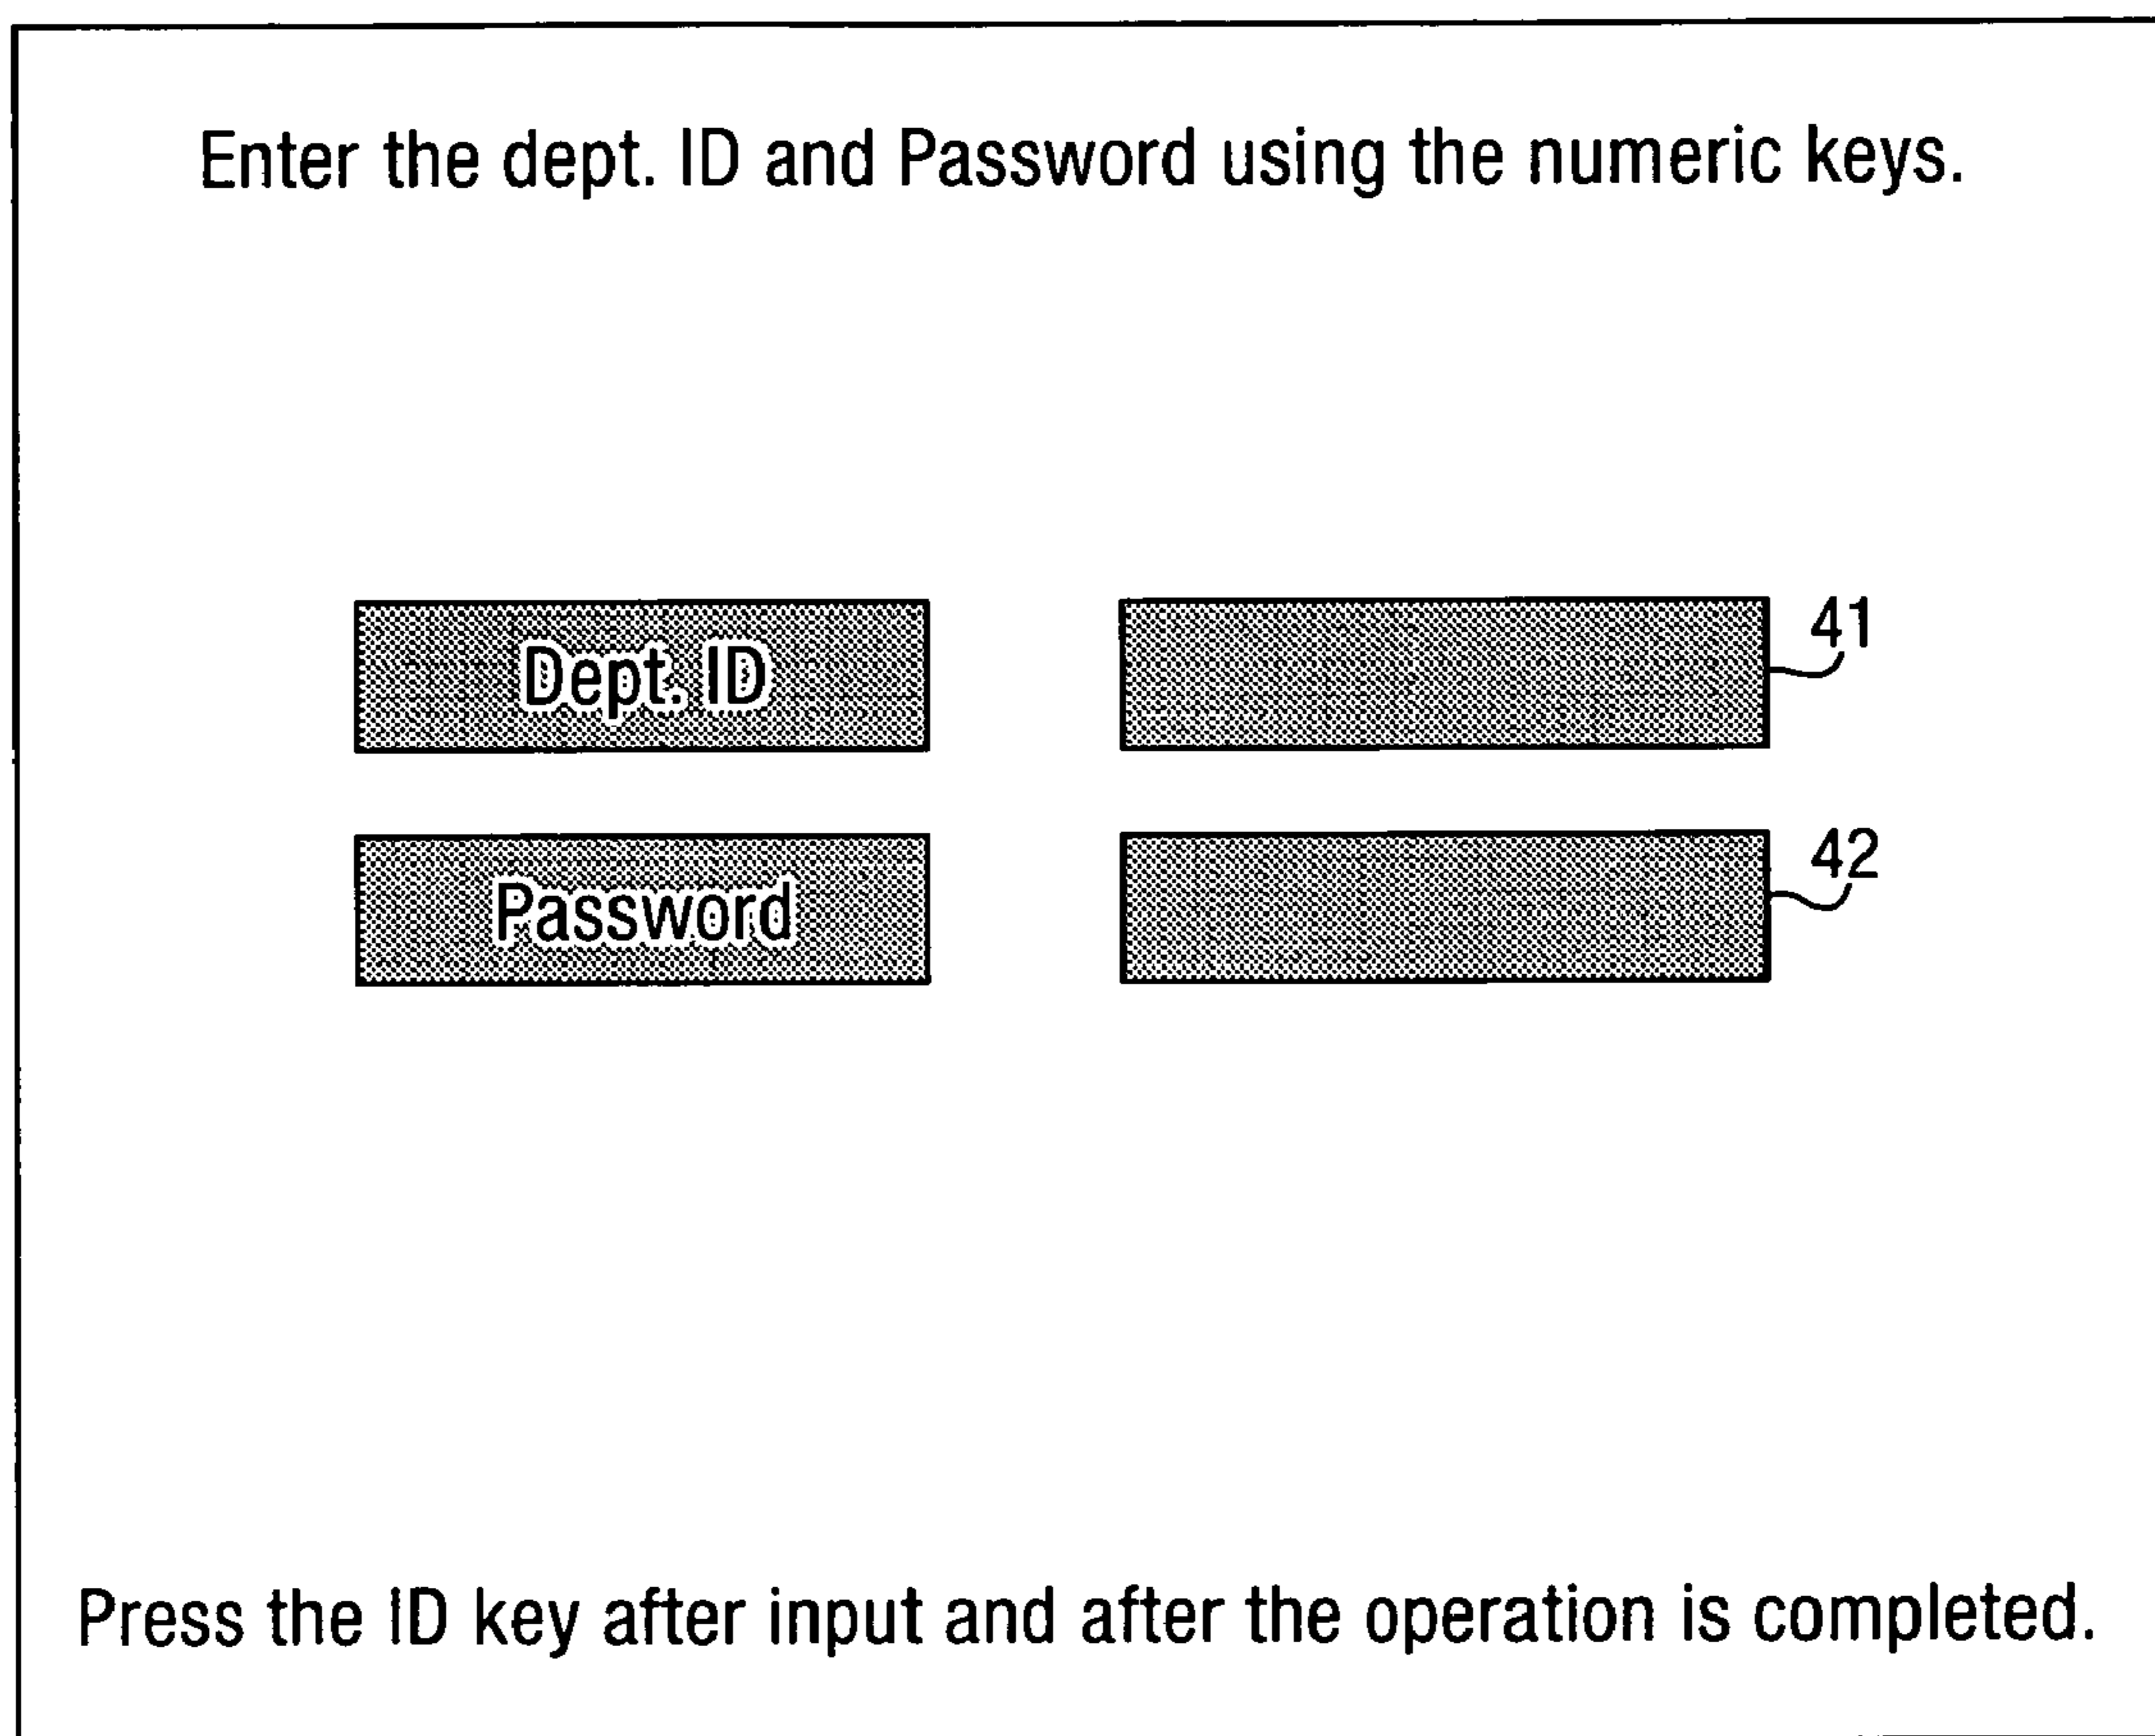 Enter the dept. ID and Password using the numeric keys.
Dept. ID
41
Password
42
Press the ID key after input and after the operation is completed.